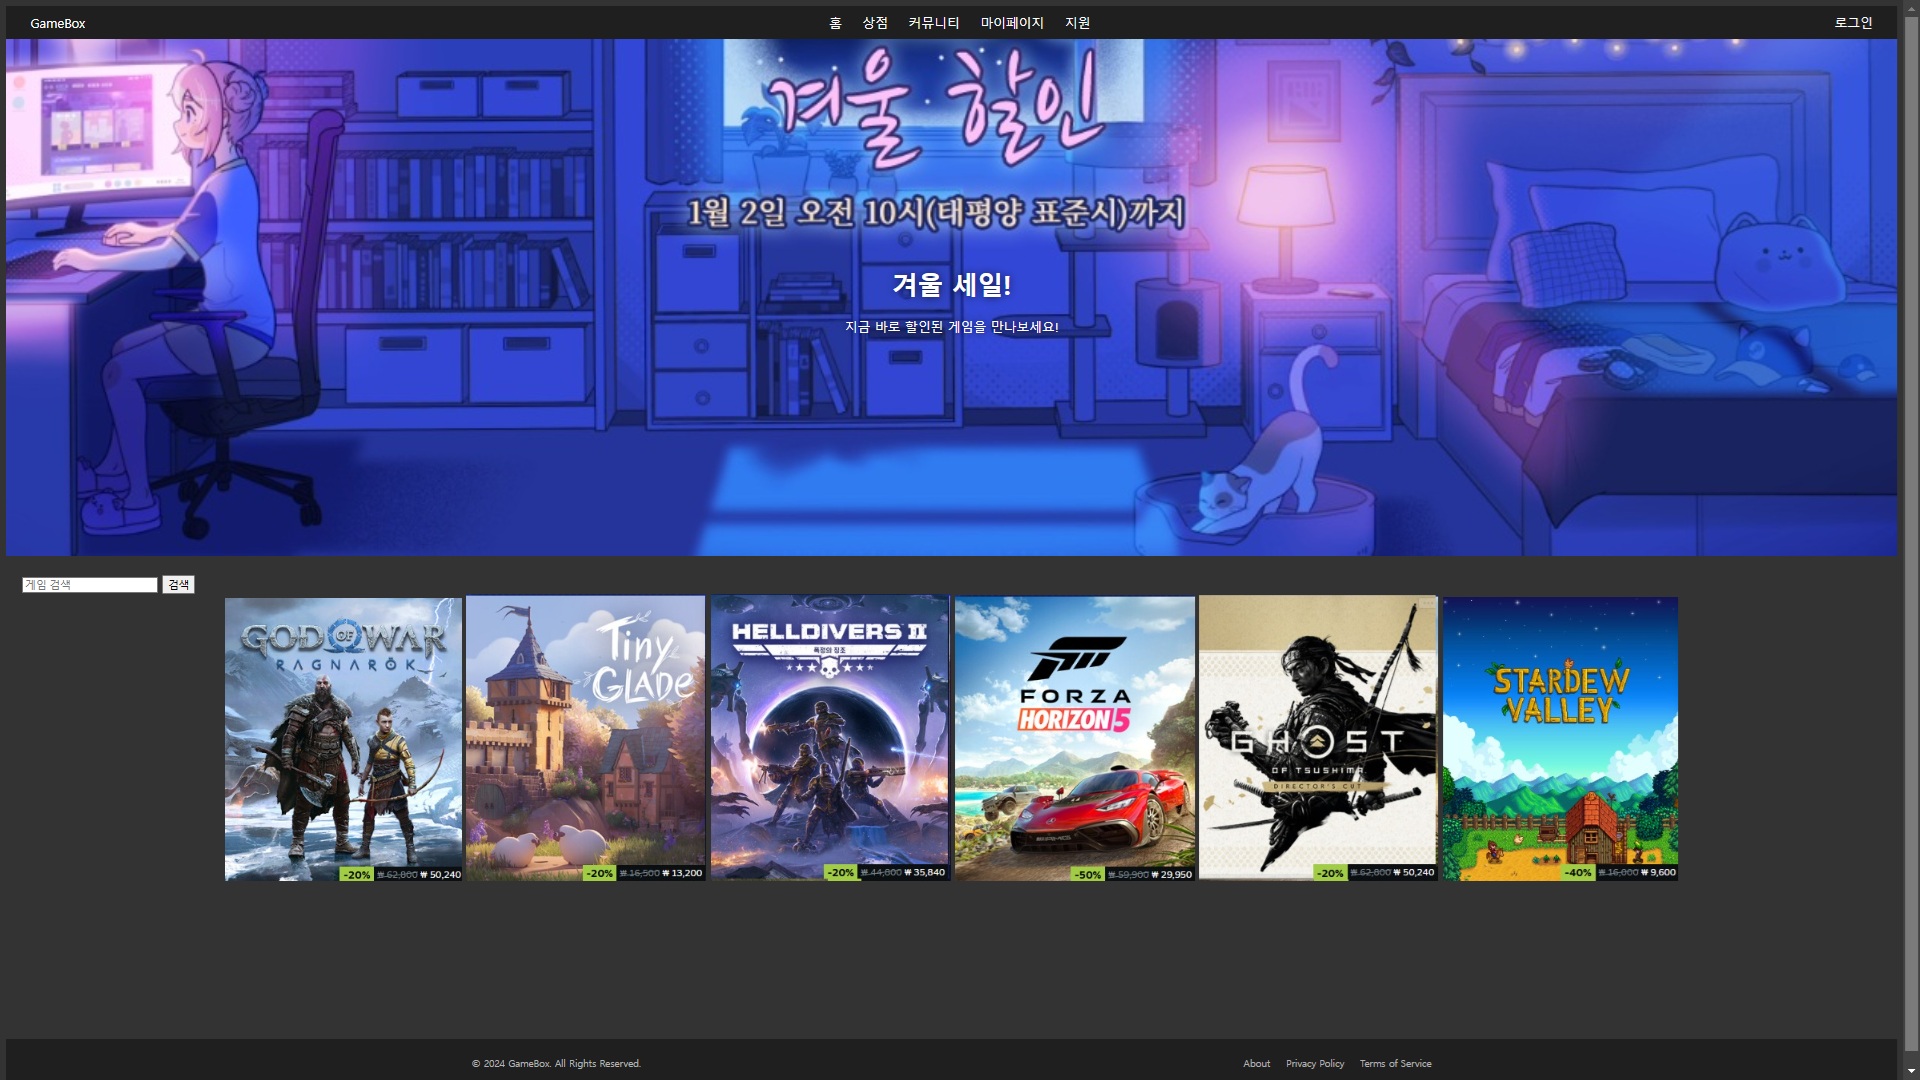 GameBox
홈 상점 커뮤니티 마이페이지 지원
로그인
겨울 할인
1월 2일 오전 10시(태평양 표준시)까지
겨울 세일!
지금 바로 할인된 게임을 만나보세요!
게임 검색 검색
GOD OF WAR
RAGNARÖK
-20% ₩ 62,800 ₩ 50,240
Tiny
GLADE
-20% ₩ 16,500 ₩ 13,200
HELLDIVERS II
폭정의 징조
-20% ₩ 44,800 ₩ 35,840
FORZA
HORIZON 5
-50% ₩ 59,900 ₩ 29,950
GHOST
OF TSUSHIMA
DIRECTOR'S CUT
-20% ₩ 62,800 ₩ 50,240
STARDEW
VALLEY
-40% ₩ 16,000 ₩ 9,600
© 2024 GameBox. All Rights Reserved.
About Privacy Policy Terms of Service